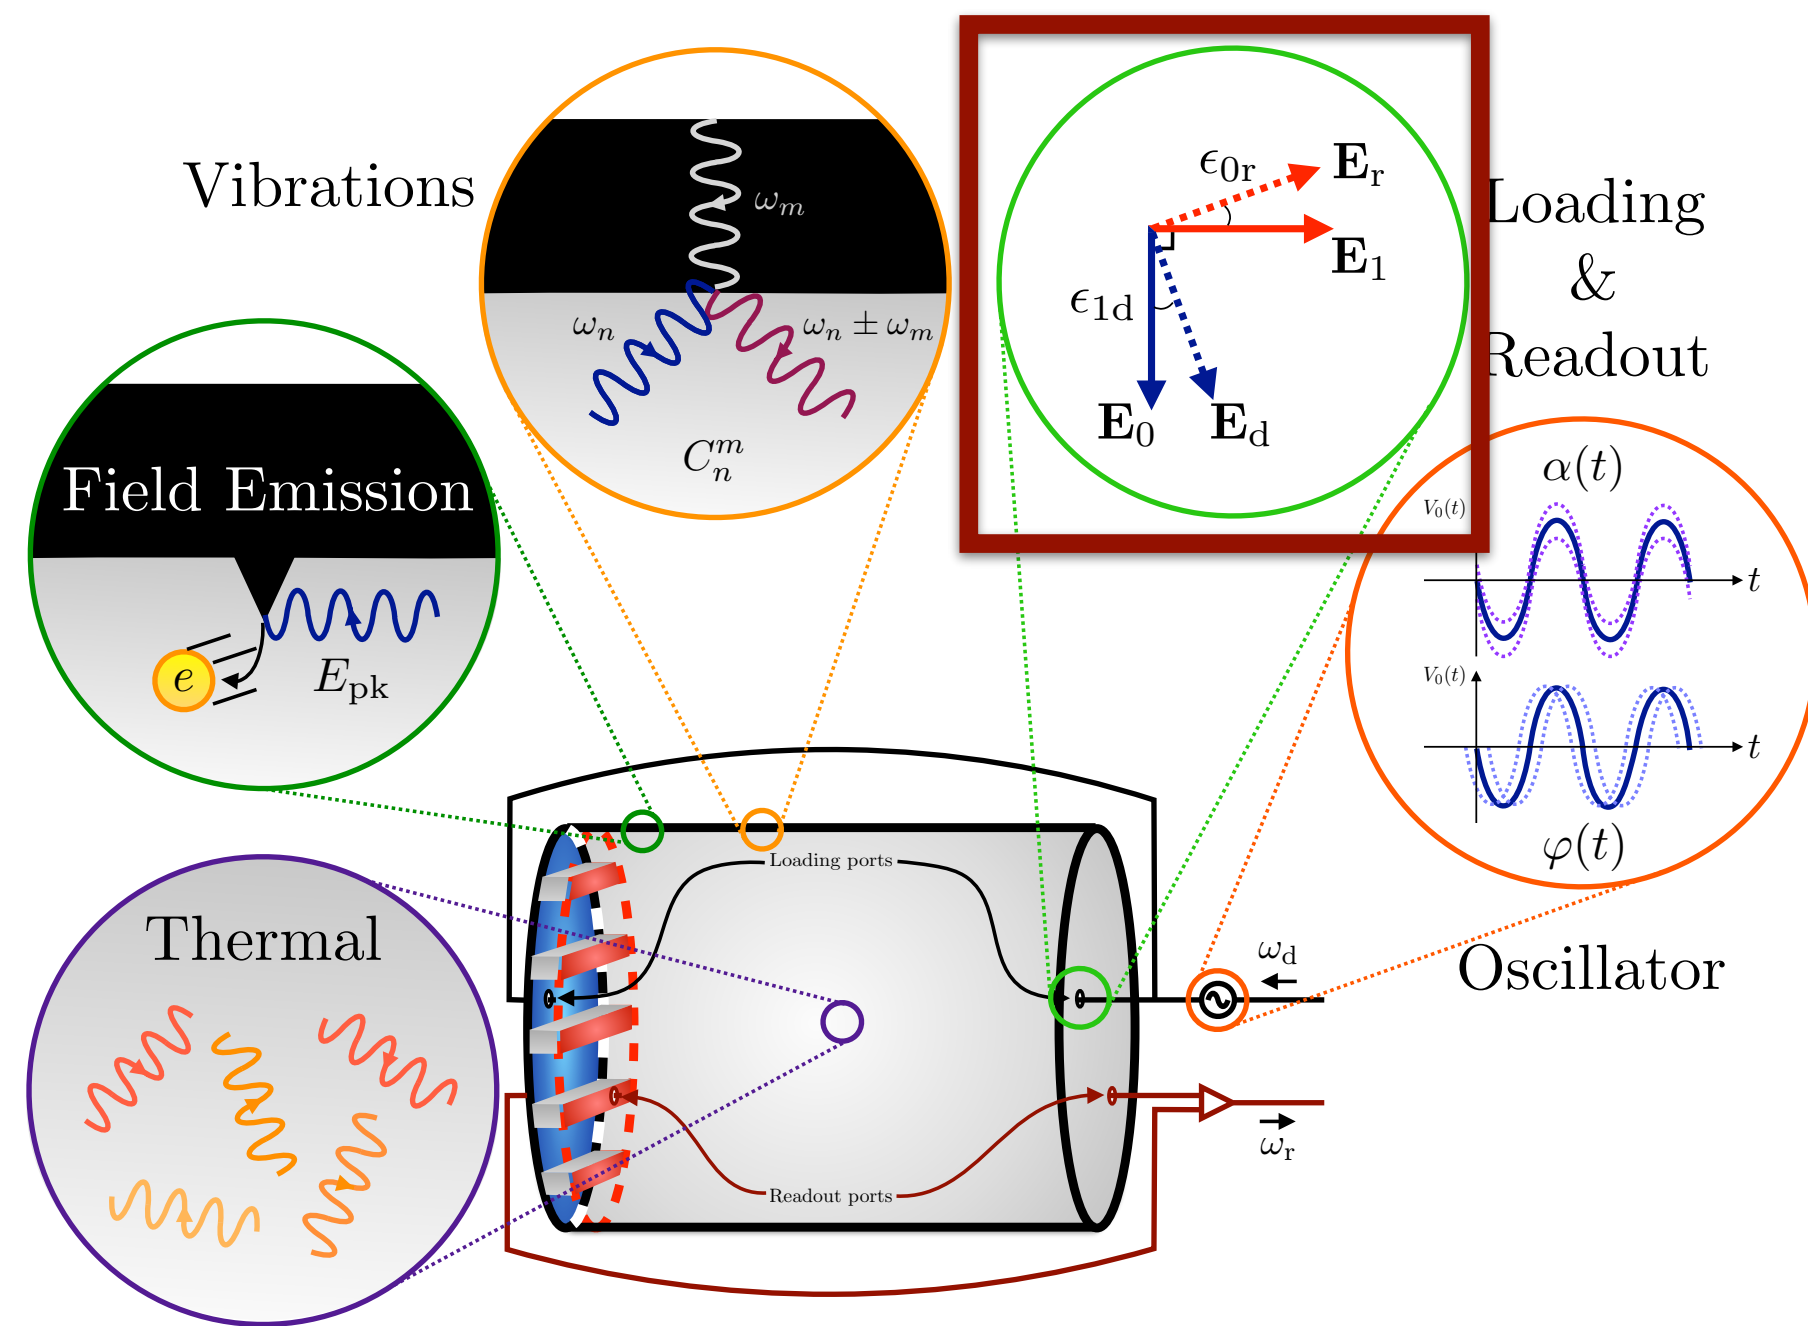 Vibrations
ω_m
ω_n
ω_n ± ω_m
C_n^m
ϵ_0r
E_r
E_1
ϵ_1d
E_0
E_d
Loading
&
Readout
Field Emission
e
E_pk
α(t)
V_0(t)
t
V_0(t)
t
φ(t)
Oscillator
Thermal
Loading ports
ω_d
Readout ports
ω_r